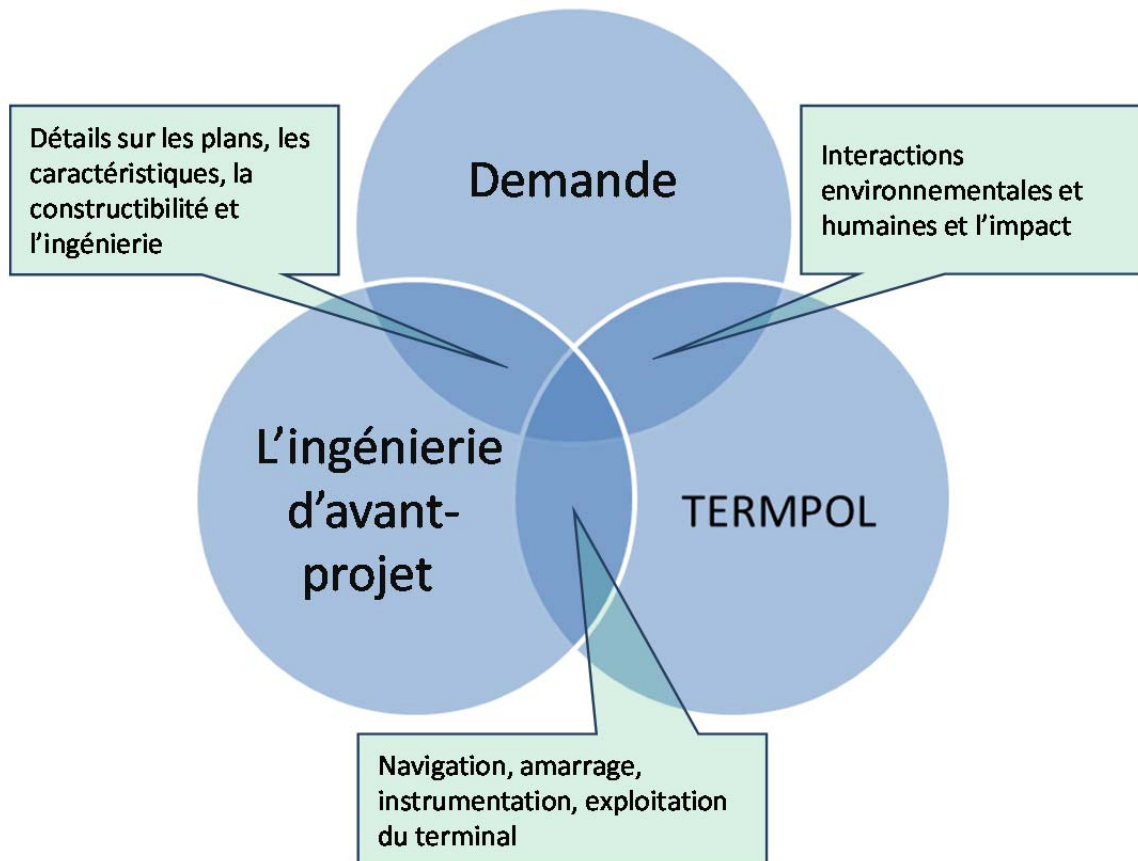 Demande
Détails sur les plans, les
caractéristiques, la
constructibilité et
l'ingénierie
Interactions
environnementales et
humaines et l'impact
L'ingénierie
d'avant-
projet
TERMPOL
Navigation, amarrage,
instrumentation, exploitation
du terminal